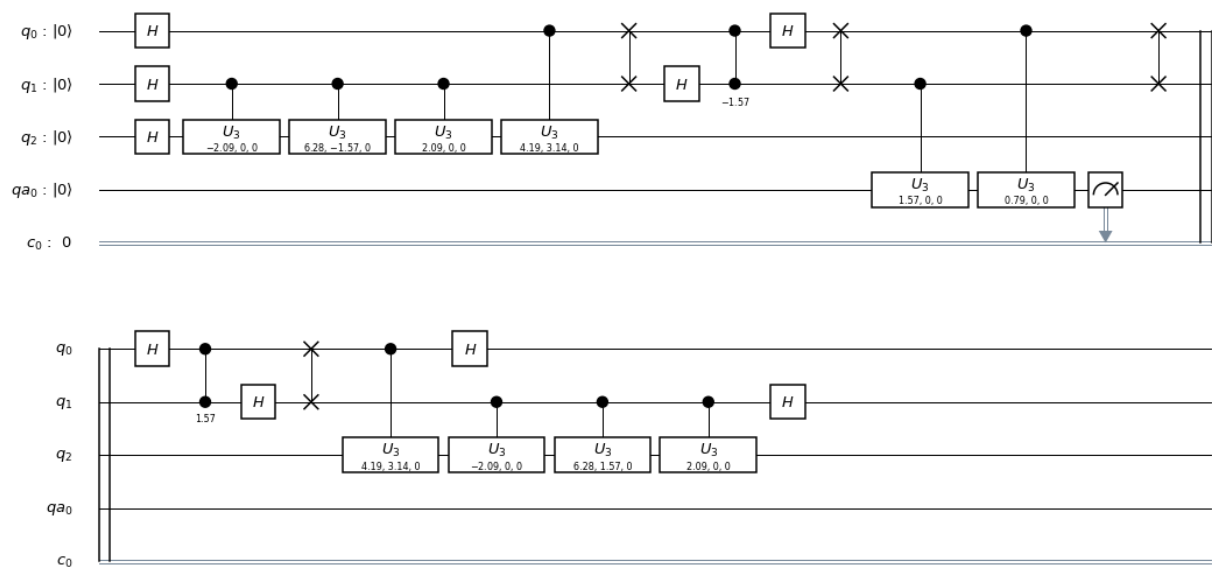 q₀ : |0⟩ H H
q₁ : |0⟩ H H −1.57
q₂ : |0⟩ H U₃ −2.09, 0, 0 U₃ 6.28, −1.57, 0 U₃ 2.09, 0, 0 U₃ 4.19, 3.14, 0
qa₀ : |0⟩ U₃ 1.57, 0, 0 U₃ 0.79, 0, 0
c₀ : 0
q₀ H H
q₁ 1.57 H H
q₂ U₃ 4.19, 3.14, 0 U₃ −2.09, 0, 0 U₃ 6.28, 1.57, 0 U₃ 2.09, 0, 0
qa₀
c₀